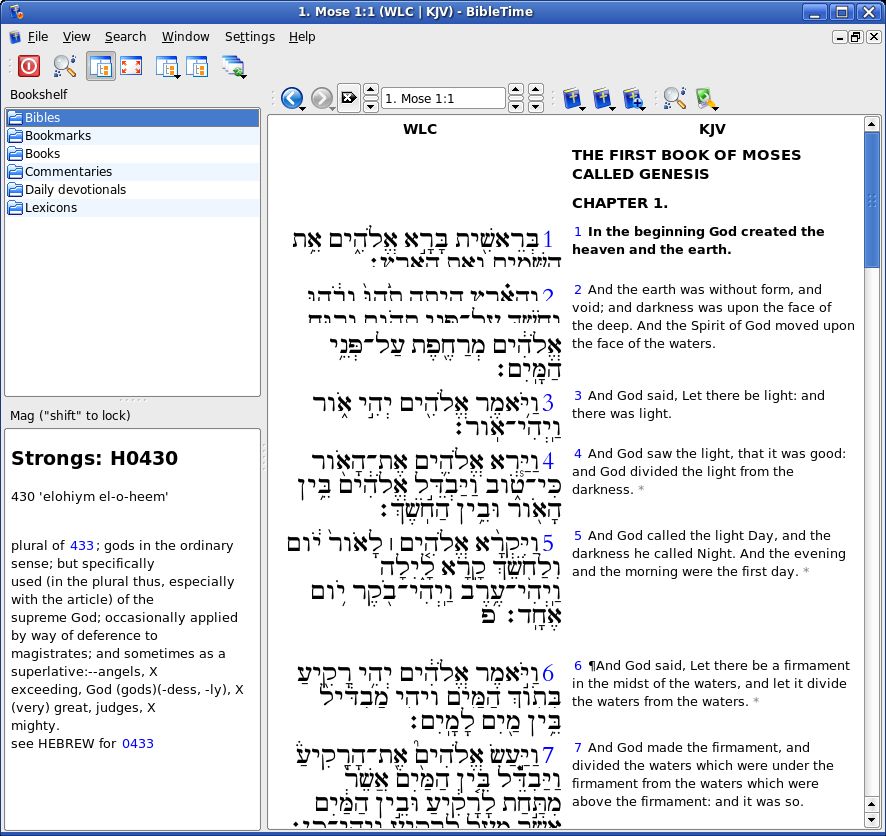 1. Mose 1:1 (WLC | KJV) - BibleTime
File View Search Window Settings Help
Bookshelf
Bibles
Bookmarks
Books
Commentaries
Daily devotionals
Lexicons
Mag ("shift" to lock)
Strongs: H0430
430 'elohiym el-o-heem'
plural of 433; gods in the ordinary
sense; but specifically
used (in the plural thus, especially
with the article) of the
supreme God; occasionally applied
by way of deference to
magistrates; and sometimes as a
superlative:--angels, X
exceeding, God (gods)(-dess, -ly), X
(very) great, judges, X
mighty.
see HEBREW for 0433
1. Mose 1:1
WLC
1 בְּרֵאשִׁ֖ית בָּרָ֣א אֱלֹהִ֑ים אֵ֥ת
הַשָּׁמַ֖יִם וְאֵ֥ת הָאָֽרֶץ׃
2 וְהָאָ֗רֶץ הָיְתָ֥ה תֹ֙הוּ֙ וָבֹ֔הוּ
וְחֹ֖שֶׁךְ עַל־פְּנֵ֣י תְהֹ֑ום וְר֣וּחַ
אֱלֹהִ֔ים מְרַחֶ֖פֶת עַל־פְּנֵ֥י
הַמָּֽיִם׃
3 וַיֹּ֥אמֶר אֱלֹהִ֖ים יְהִ֣י אֹ֑ור
וַֽיְהִי־אֹֽור׃
4 וַיַּ֧רְא אֱלֹהִ֛ים אֶת־הָאֹ֖ור
כִּי־טֹ֑וב וַיַּבְדֵּ֣ל אֱלֹהִ֔ים בֵּ֥ין
הָאֹ֖ור וּבֵ֥ין הַחֹֽשֶׁךְ׃
5 וַיִּקְרָ֨א אֱלֹהִ֤ים ׀ לָאֹור֙ יֹ֔ום
וְלַחֹ֖שֶׁךְ קָ֣רָא לָ֑יְלָה
וַֽיְהִי־עֶ֥רֶב וַֽיְהִי־בֹ֖קֶר יֹ֥ום
אֶחָֽד׃ פ
6 וַיֹּ֣אמֶר אֱלֹהִ֔ים יְהִ֥י רָקִ֖יעַ
בְּתֹ֣וךְ הַמָּ֑יִם וִיהִ֣י מַבְדִּ֔יל
בֵּ֥ין מַ֖יִם לָמָֽיִם׃
7 וַיַּ֣עַשׂ אֱלֹהִים֮ אֶת־הָרָקִיעַ֒
וַיַּבְדֵּ֗ל בֵּ֤ין הַמַּ֙יִם֙ אֲשֶׁר֙
מִתַּ֣חַת לָרָקִ֔יעַ וּבֵ֣ין הַמַּ֔יִם
KJV
THE FIRST BOOK OF MOSES
CALLED GENESIS
CHAPTER 1.
1 In the beginning God created the
heaven and the earth.
2 And the earth was without form, and
void; and darkness was upon the face of
the deep. And the Spirit of God moved upon
the face of the waters.
3 And God said, Let there be light: and
there was light.
4 And God saw the light, that it was good:
and God divided the light from the
darkness. *
5 And God called the light Day, and the
darkness he called Night. And the evening
and the morning were the first day. *
6 ¶And God said, Let there be a firmament
in the midst of the waters, and let it divide
the waters from the waters. *
7 And God made the firmament, and
divided the waters which were under the
firmament from the waters which were
above the firmament: and it was so.